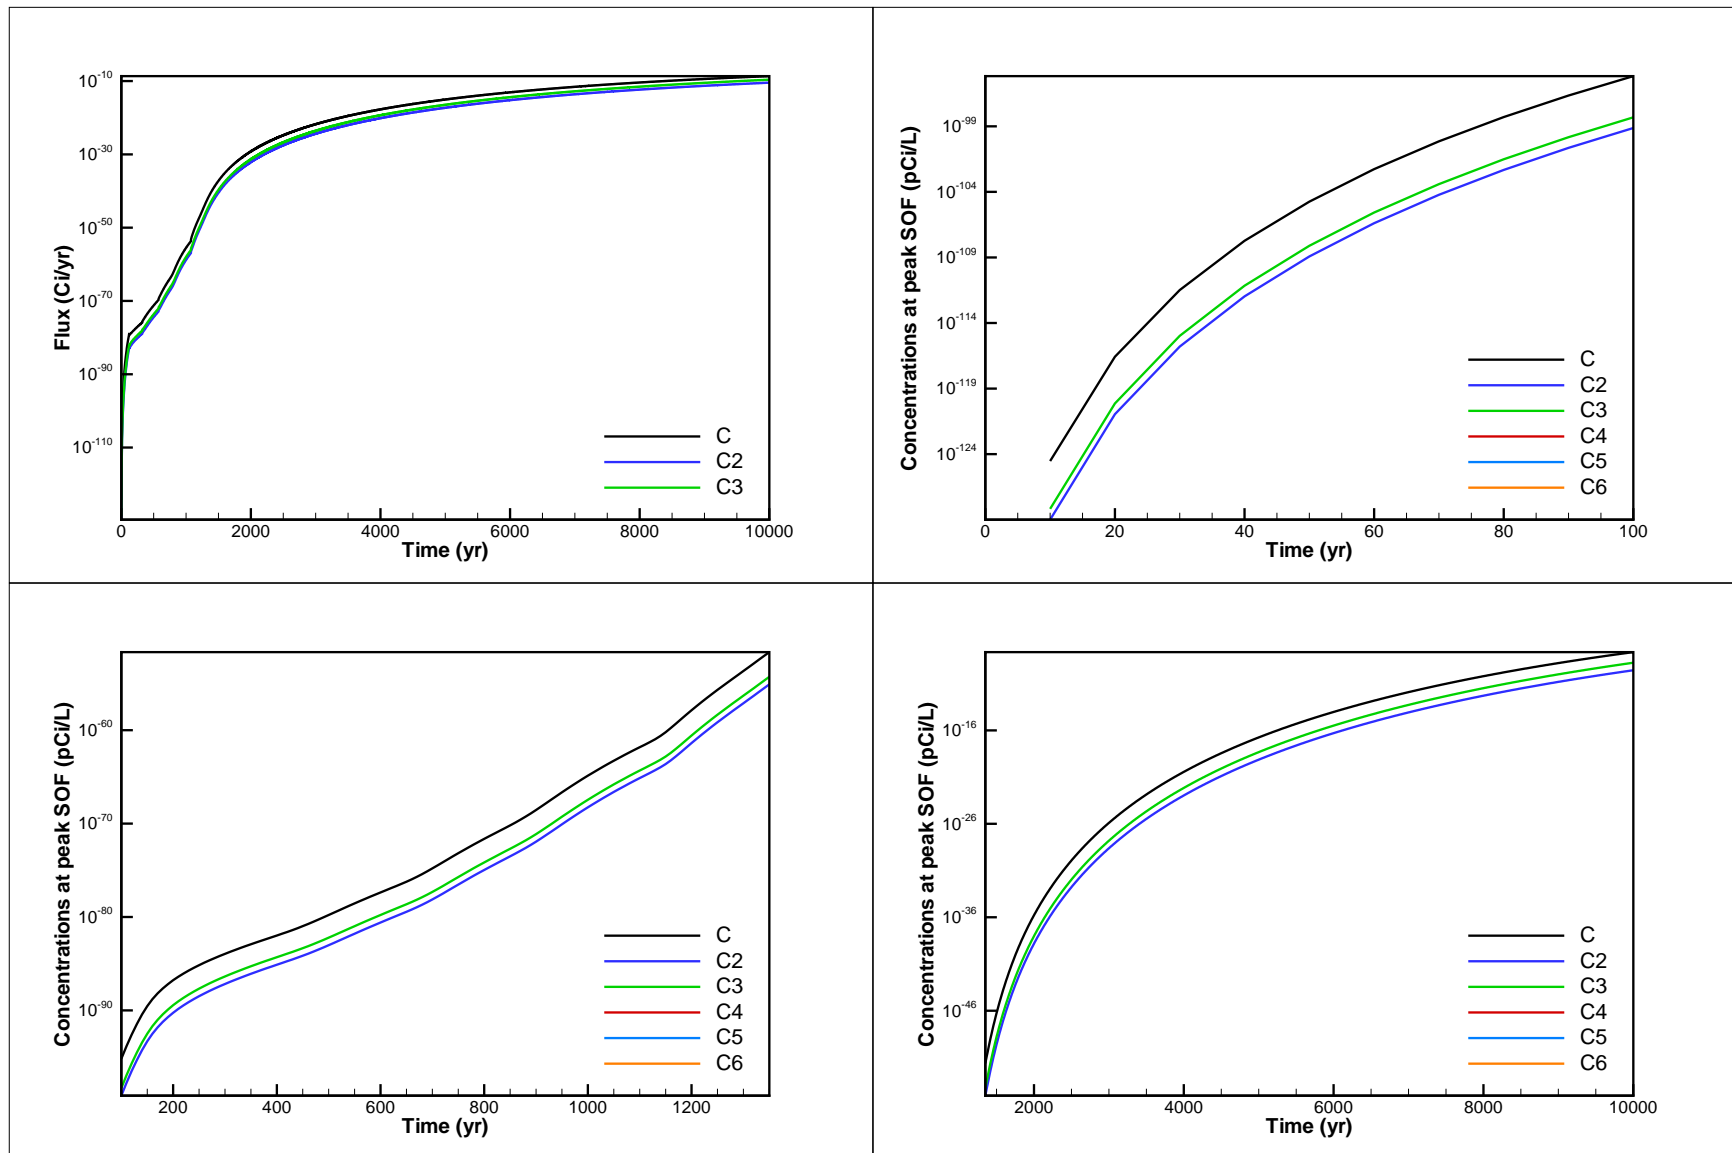 Flux (Ci/yr)
10^-10
10^-30
10^-50
10^-70
10^-90
10^-110
C
C2
C3
0 2000 4000 6000 8000 10000
Time (yr)
Concentrations at peak SOF (pCi/L)
10^-99
10^-104
10^-109
10^-114
10^-119
10^-124
C
C2
C3
C4
C5
C6
0 20 40 60 80 100
Time (yr)
Concentrations at peak SOF (pCi/L)
10^-60
10^-70
10^-80
10^-90
C
C2
C3
C4
C5
C6
200 400 600 800 1000 1200
Time (yr)
Concentrations at peak SOF (pCi/L)
10^-16
10^-26
10^-36
10^-46
C
C2
C3
C4
C5
C6
2000 4000 6000 8000 10000
Time (yr)